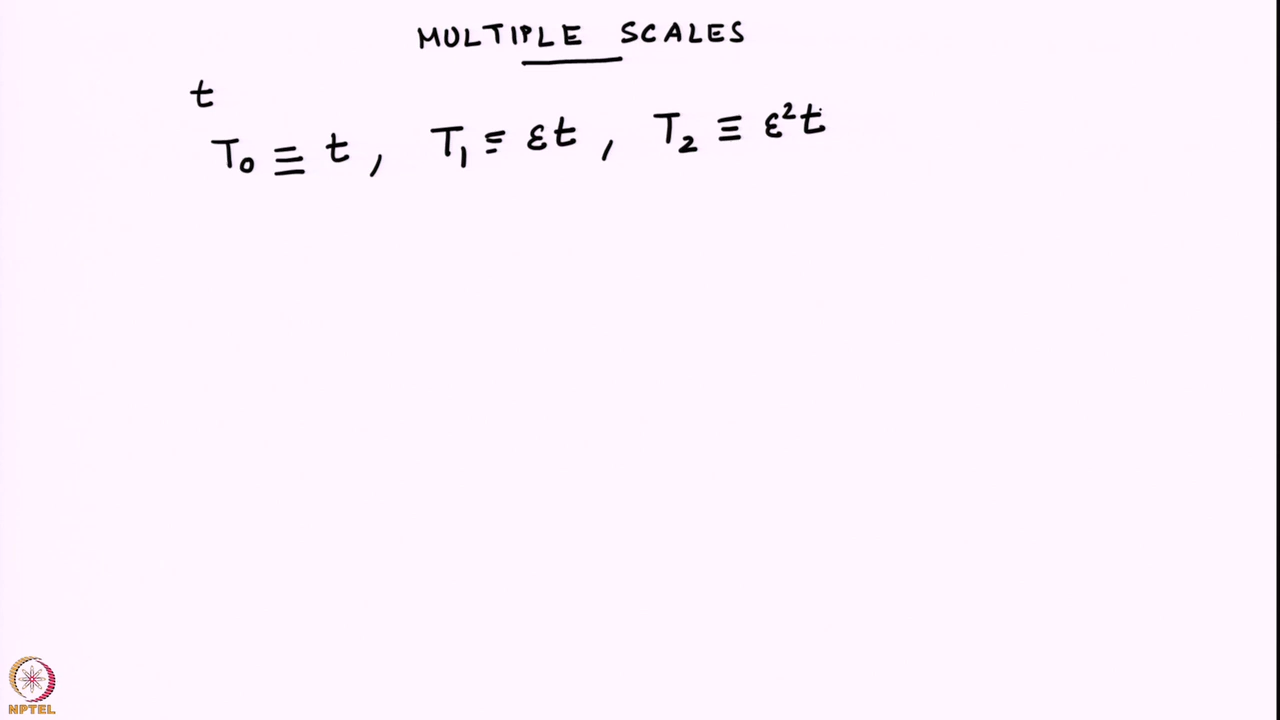 MULTIPLE SCALES
t
T₀ ≡ t , T₁ ≡ εt , T₂ ≡ ε²t
NPTEL